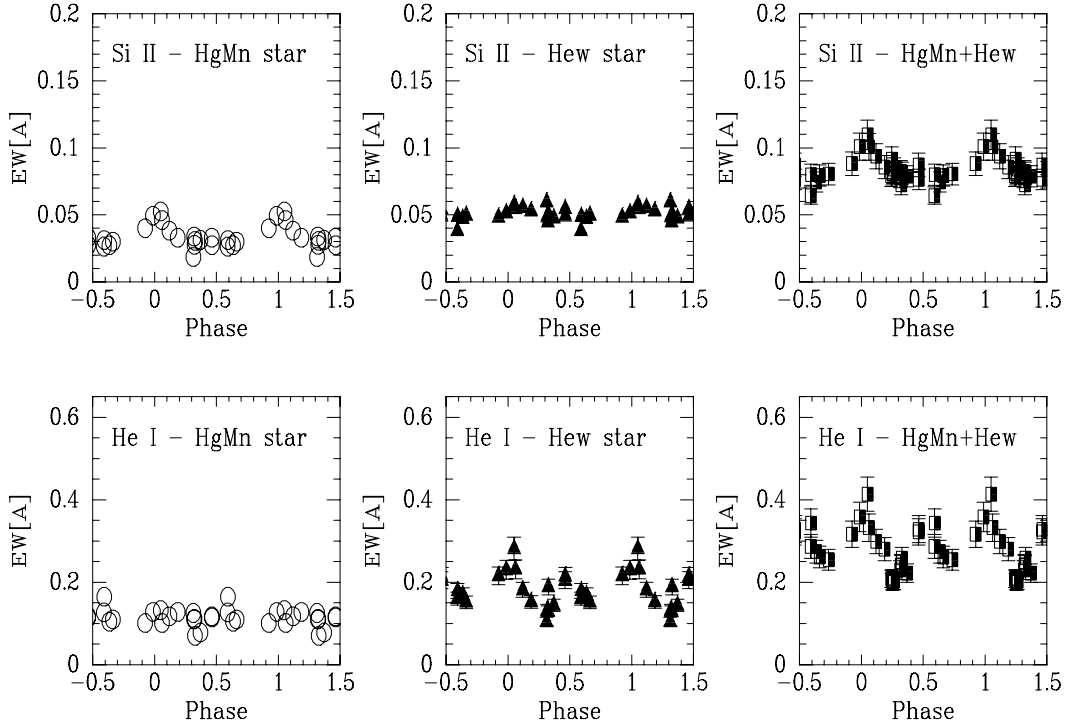 0.2
0.15
0.1
0.05
0
EW[A]
Si II – HgMn star
−0.5 0 0.5 1 1.5
Phase
0.2
0.15
0.1
0.05
0
EW[A]
Si II – Hew star
−0.5 0 0.5 1 1.5
Phase
0.2
0.15
0.1
0.05
0
EW[A]
Si II – HgMn+Hew
−0.5 0 0.5 1 1.5
Phase
0.6
0.4
0.2
0
EW[A]
He I – HgMn star
−0.5 0 0.5 1 1.5
Phase
0.6
0.4
0.2
0
EW[A]
He I – Hew star
−0.5 0 0.5 1 1.5
Phase
0.6
0.4
0.2
0
EW[A]
He I – HgMn+Hew
−0.5 0 0.5 1 1.5
Phase